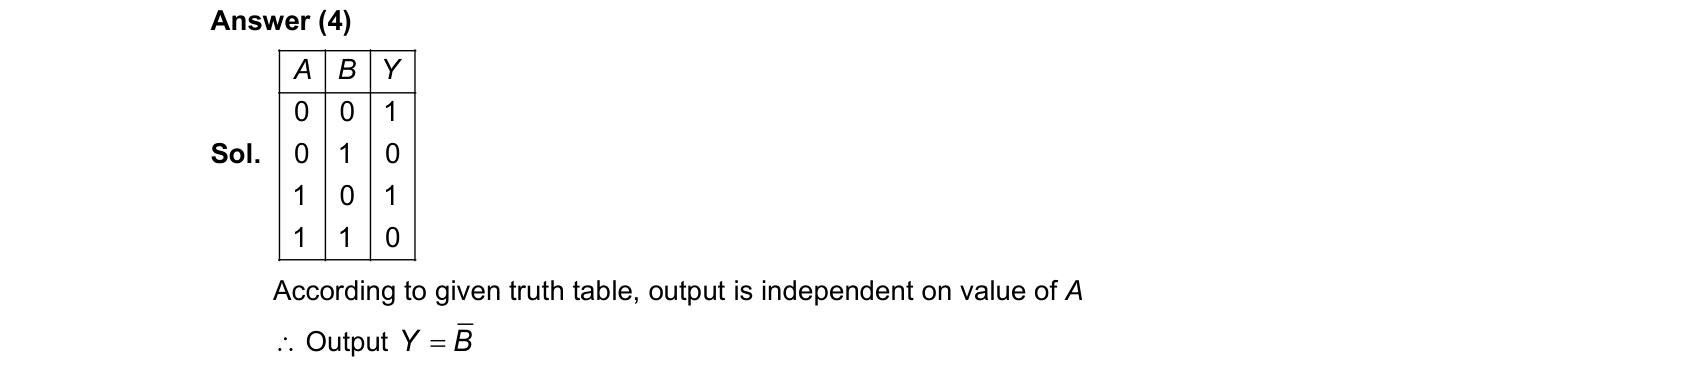 Answer (4)
A B Y
0 0 1
Sol. 0 1 0
1 0 1
1 1 0
According to given truth table, output is independent on value of A
∴ Output Y = B̅